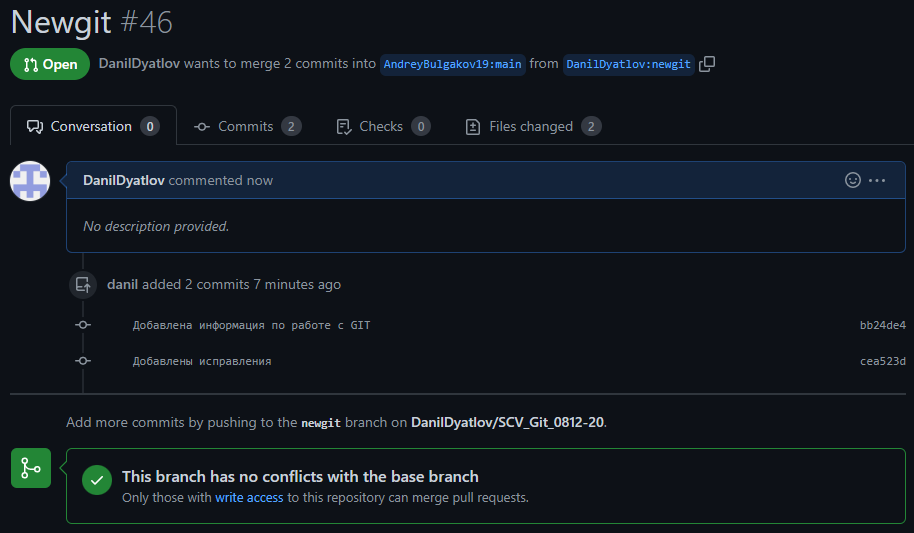 Newgit #46
Open DanilDyatlov wants to merge 2 commits into AndreyBulgakov19:main from DanilDyatlov:newgit
Conversation 0 Commits 2 Checks 0 Files changed 2
DanilDyatlov commented now
No description provided.
danil added 2 commits 7 minutes ago
Добавлена информация по работе с GIT bb24de4
Добавлены исправления cea523d
Add more commits by pushing to the newgit branch on DanilDyatlov/SCV_Git_0812-20.
This branch has no conflicts with the base branch
Only those with write access to this repository can merge pull requests.